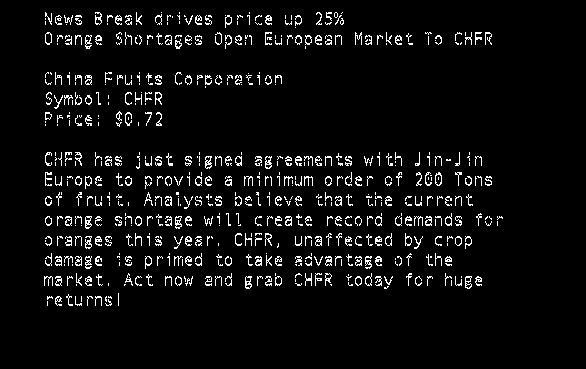 News Break drives price up 25%
Orange Shortages Open European Market To CHFR
China Fruits Corporation
Symbol: CHFR
Price: $0.72
CHFR has just signed agreements with Jin-Jin
Europe to provide a minimum order of 200 Tons
of fruit. Analysts believe that the current
orange shortage will create record demands for
oranges this year. CHFR, unaffected by crop
damage is primed to take advantage of the
market. Act now and grab CHFR today for huge
returns!